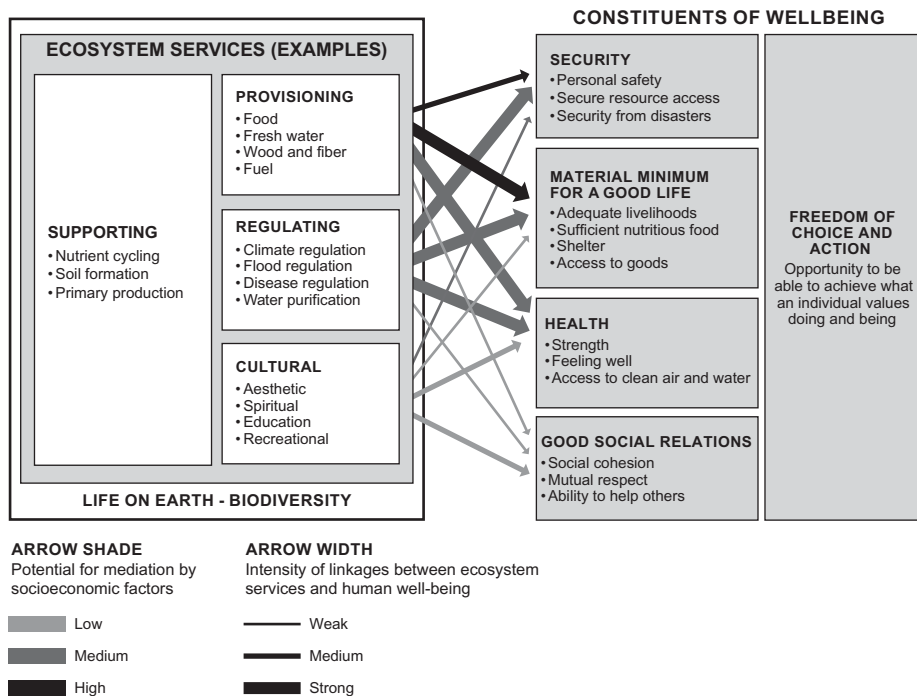 CONSTITUENTS OF WELLBEING
ECOSYSTEM SERVICES (EXAMPLES)
SUPPORTING
• Nutrient cycling
• Soil formation
• Primary production
PROVISIONING
• Food
• Fresh water
• Wood and fiber
• Fuel
REGULATING
• Climate regulation
• Flood regulation
• Disease regulation
• Water purification
CULTURAL
• Aesthetic
• Spiritual
• Education
• Recreational
LIFE ON EARTH - BIODIVERSITY
SECURITY
• Personal safety
• Secure resource access
• Security from disasters
MATERIAL MINIMUM
FOR A GOOD LIFE
• Adequate livelihoods
• Sufficient nutritious food
• Shelter
• Access to goods
HEALTH
• Strength
• Feeling well
• Access to clean air and water
GOOD SOCIAL RELATIONS
• Social cohesion
• Mutual respect
• Ability to help others
FREEDOM OF
CHOICE AND
ACTION
Opportunity to be
able to achieve what
an individual values
doing and being
ARROW SHADE
Potential for mediation by
socioeconomic factors
Low
Medium
High
ARROW WIDTH
Intensity of linkages between ecosystem
services and human well-being
Weak
Medium
Strong